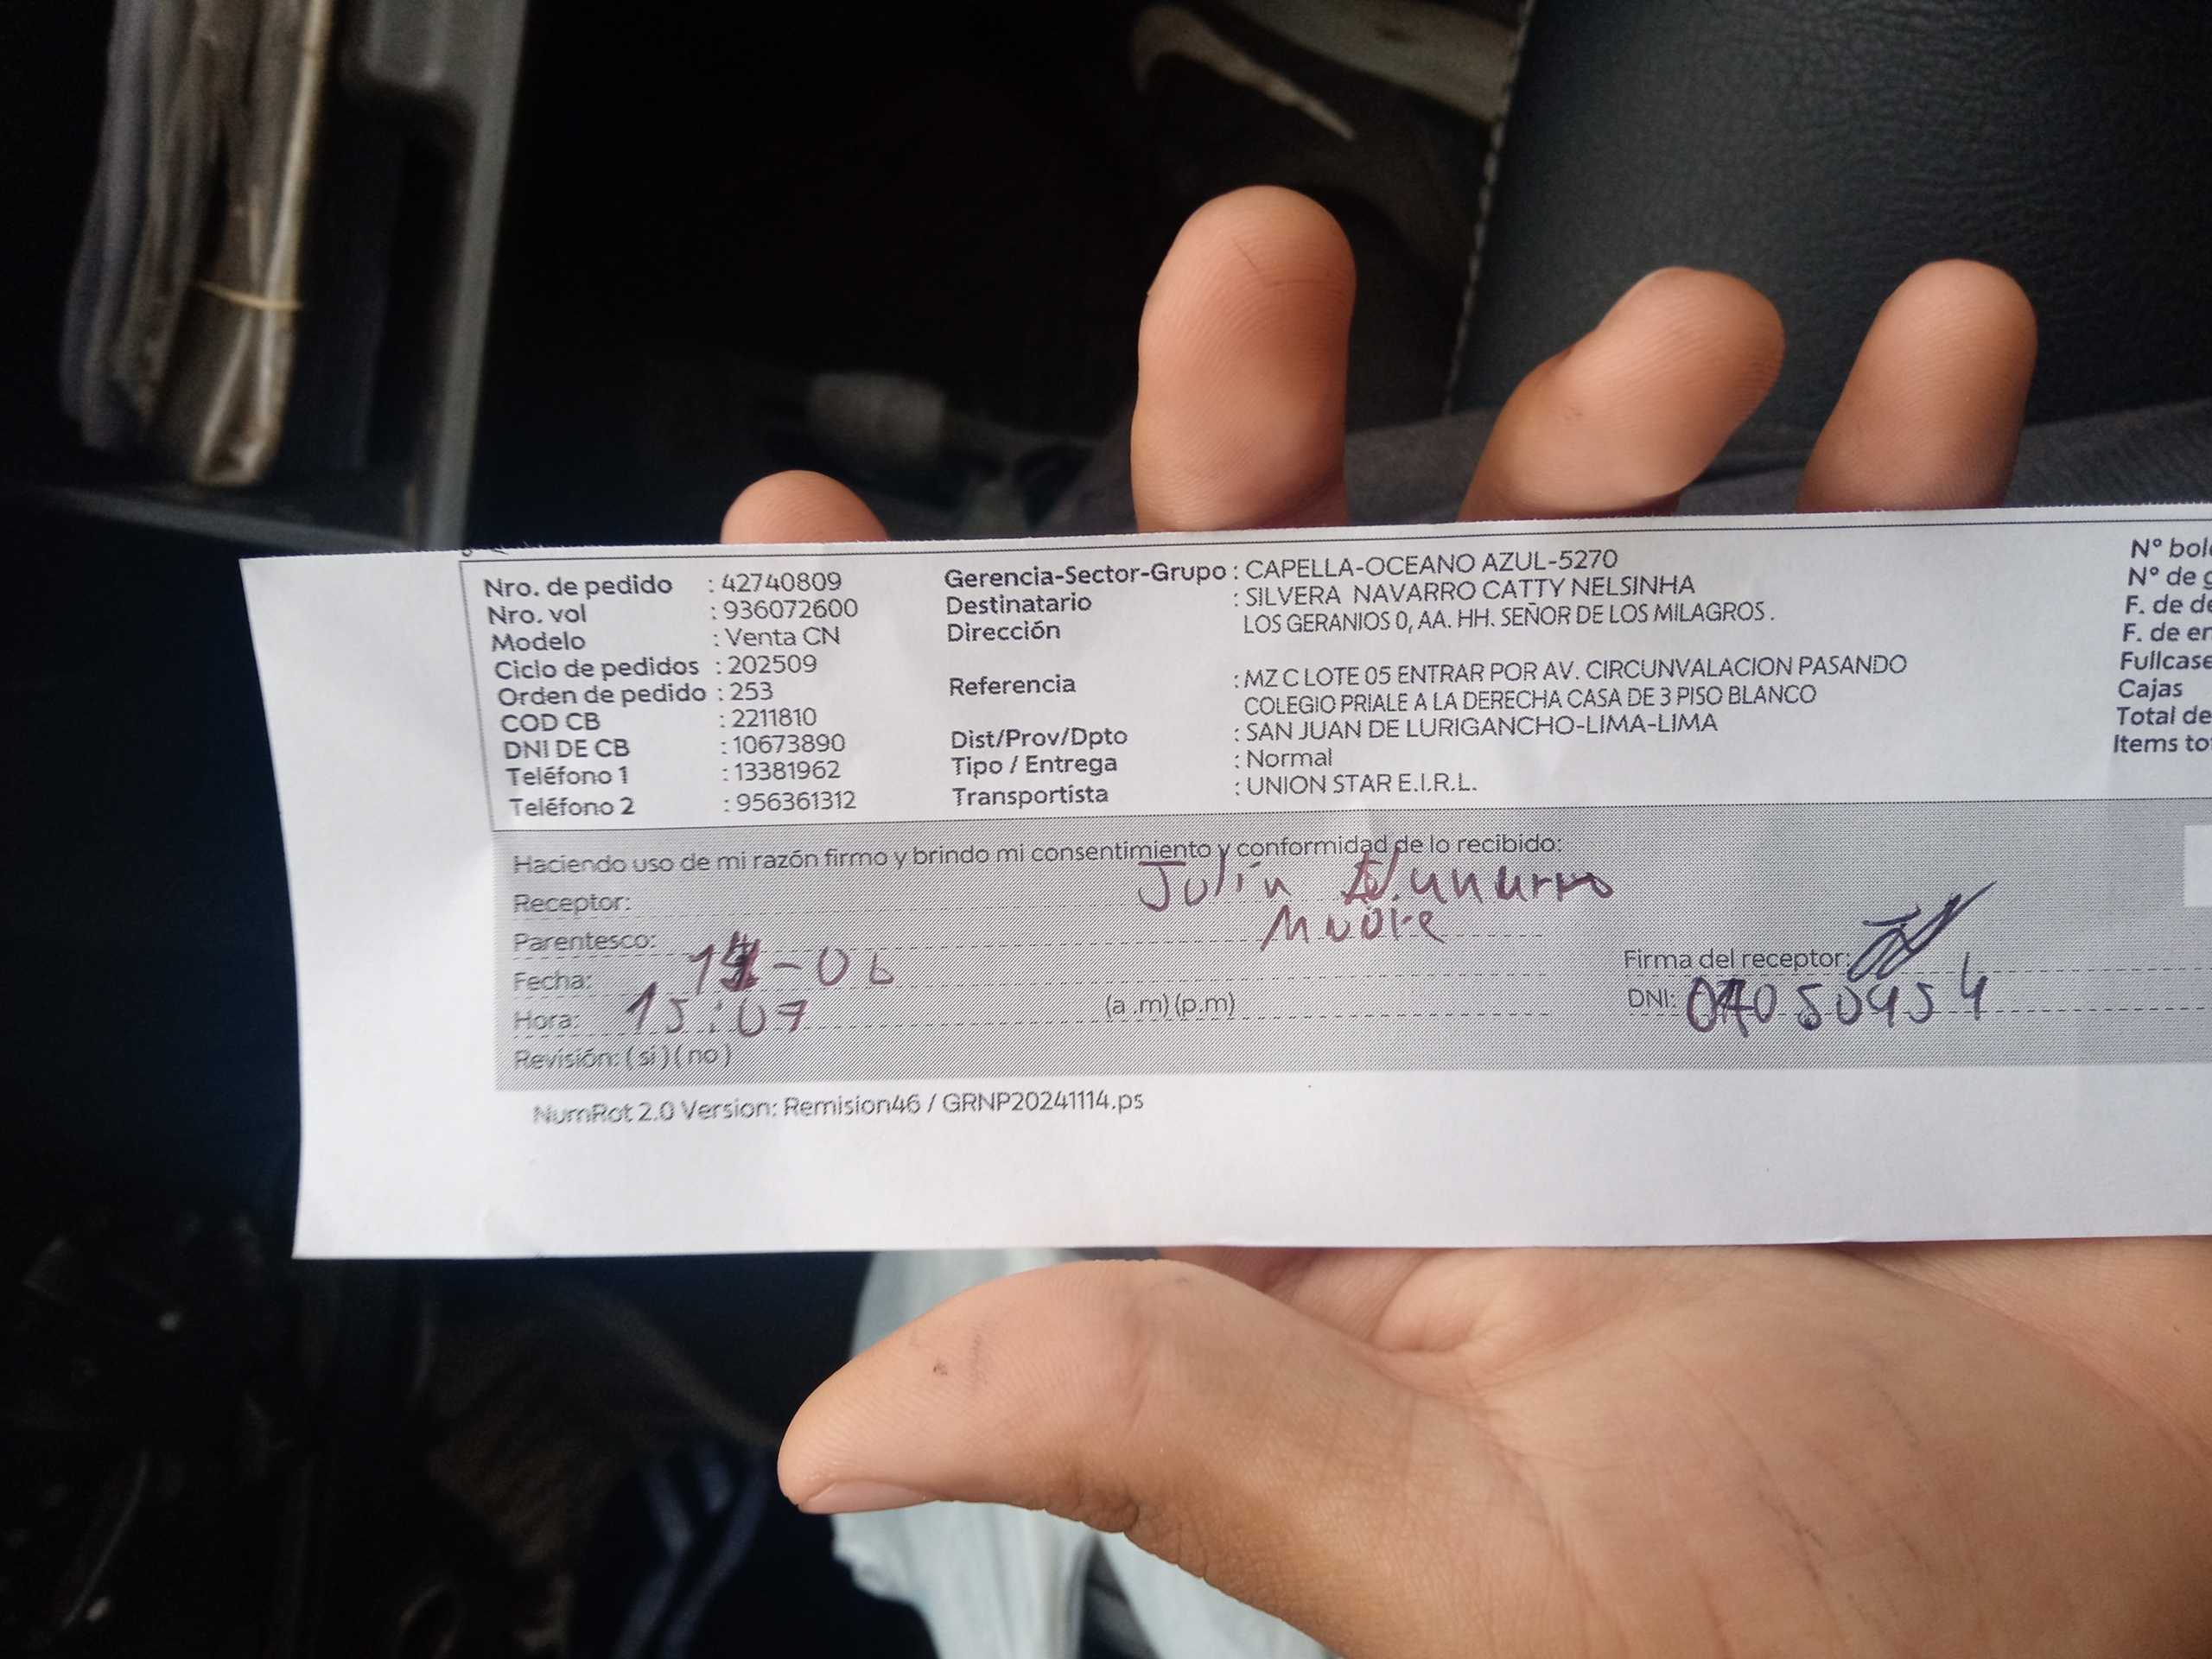 Nro. de pedido : 42740809
Nro. vol : 936072600
Modelo : Venta CN
Ciclo de pedidos : 202509
Orden de pedido : 253
COD CB : 2211810
DNI DE CB : 10673890
Teléfono 1 : 13381962
Teléfono 2 : 956361312
Gerencia-Sector-Grupo : CAPELLA-OCEANO AZUL-5270
Destinatario : SILVERA NAVARRO CATTY NELSINHA
Dirección LOS GERANIOS 0, AA. HH. SEÑOR DE LOS MILAGROS .
Referencia : MZ C LOTE 05 ENTRAR POR AV. CIRCUNVALACION PASANDO
COLEGIO PRIALE A LA DERECHA CASA DE 3 PISO BLANCO
Dist/Prov/Dpto : SAN JUAN DE LURIGANCHO-LIMA-LIMA
Tipo / Entrega : Normal
Transportista : UNION STAR E.I.R.L.
N° bol
N° de g
F. de de
F. de en
Fullcase
Cajas
Total de
Items to
Haciendo uso de mi razón firmo y brindo mi consentimiento y conformidad de lo recibido:
Receptor: Julia
Parentesco: Madre
Fecha: -06
Hora: 15:07 (a .m) (p.m)
Revisión: ( si ) ( no )
Firma del receptor:
DNI:
NumRot 2.0 Version: Remision46 / GRNP20241114.ps